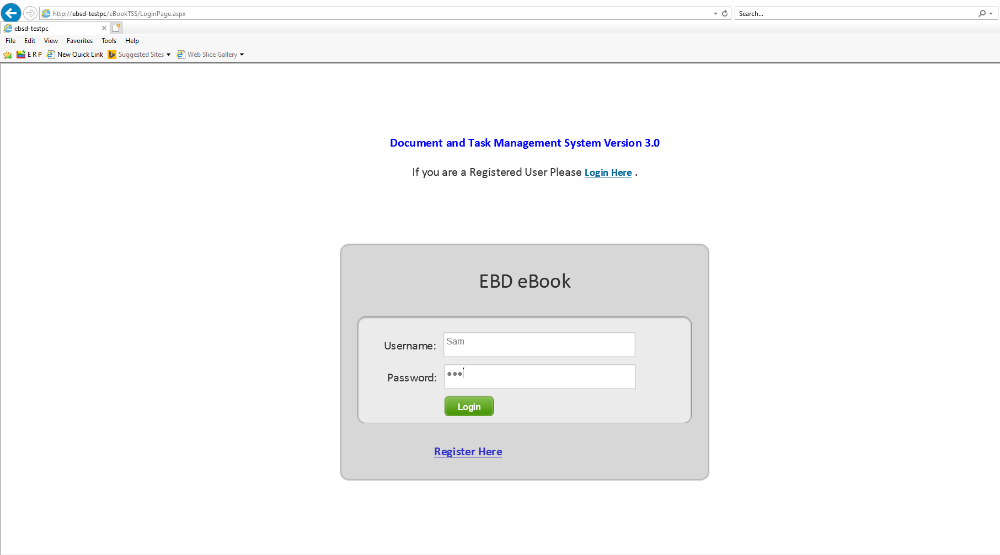 http://ebsd-testpc/eBookTSS/LoginPage.aspx
Search...
ebsd-testpc
File Edit View Favorites Tools Help
E R P New Quick Link Suggested Sites Web Slice Gallery
Document and Task Management System Version 3.0
If you are a Registered User Please Login Here .
EBD eBook
Username: Sam
Password: •••
Login
Register Here